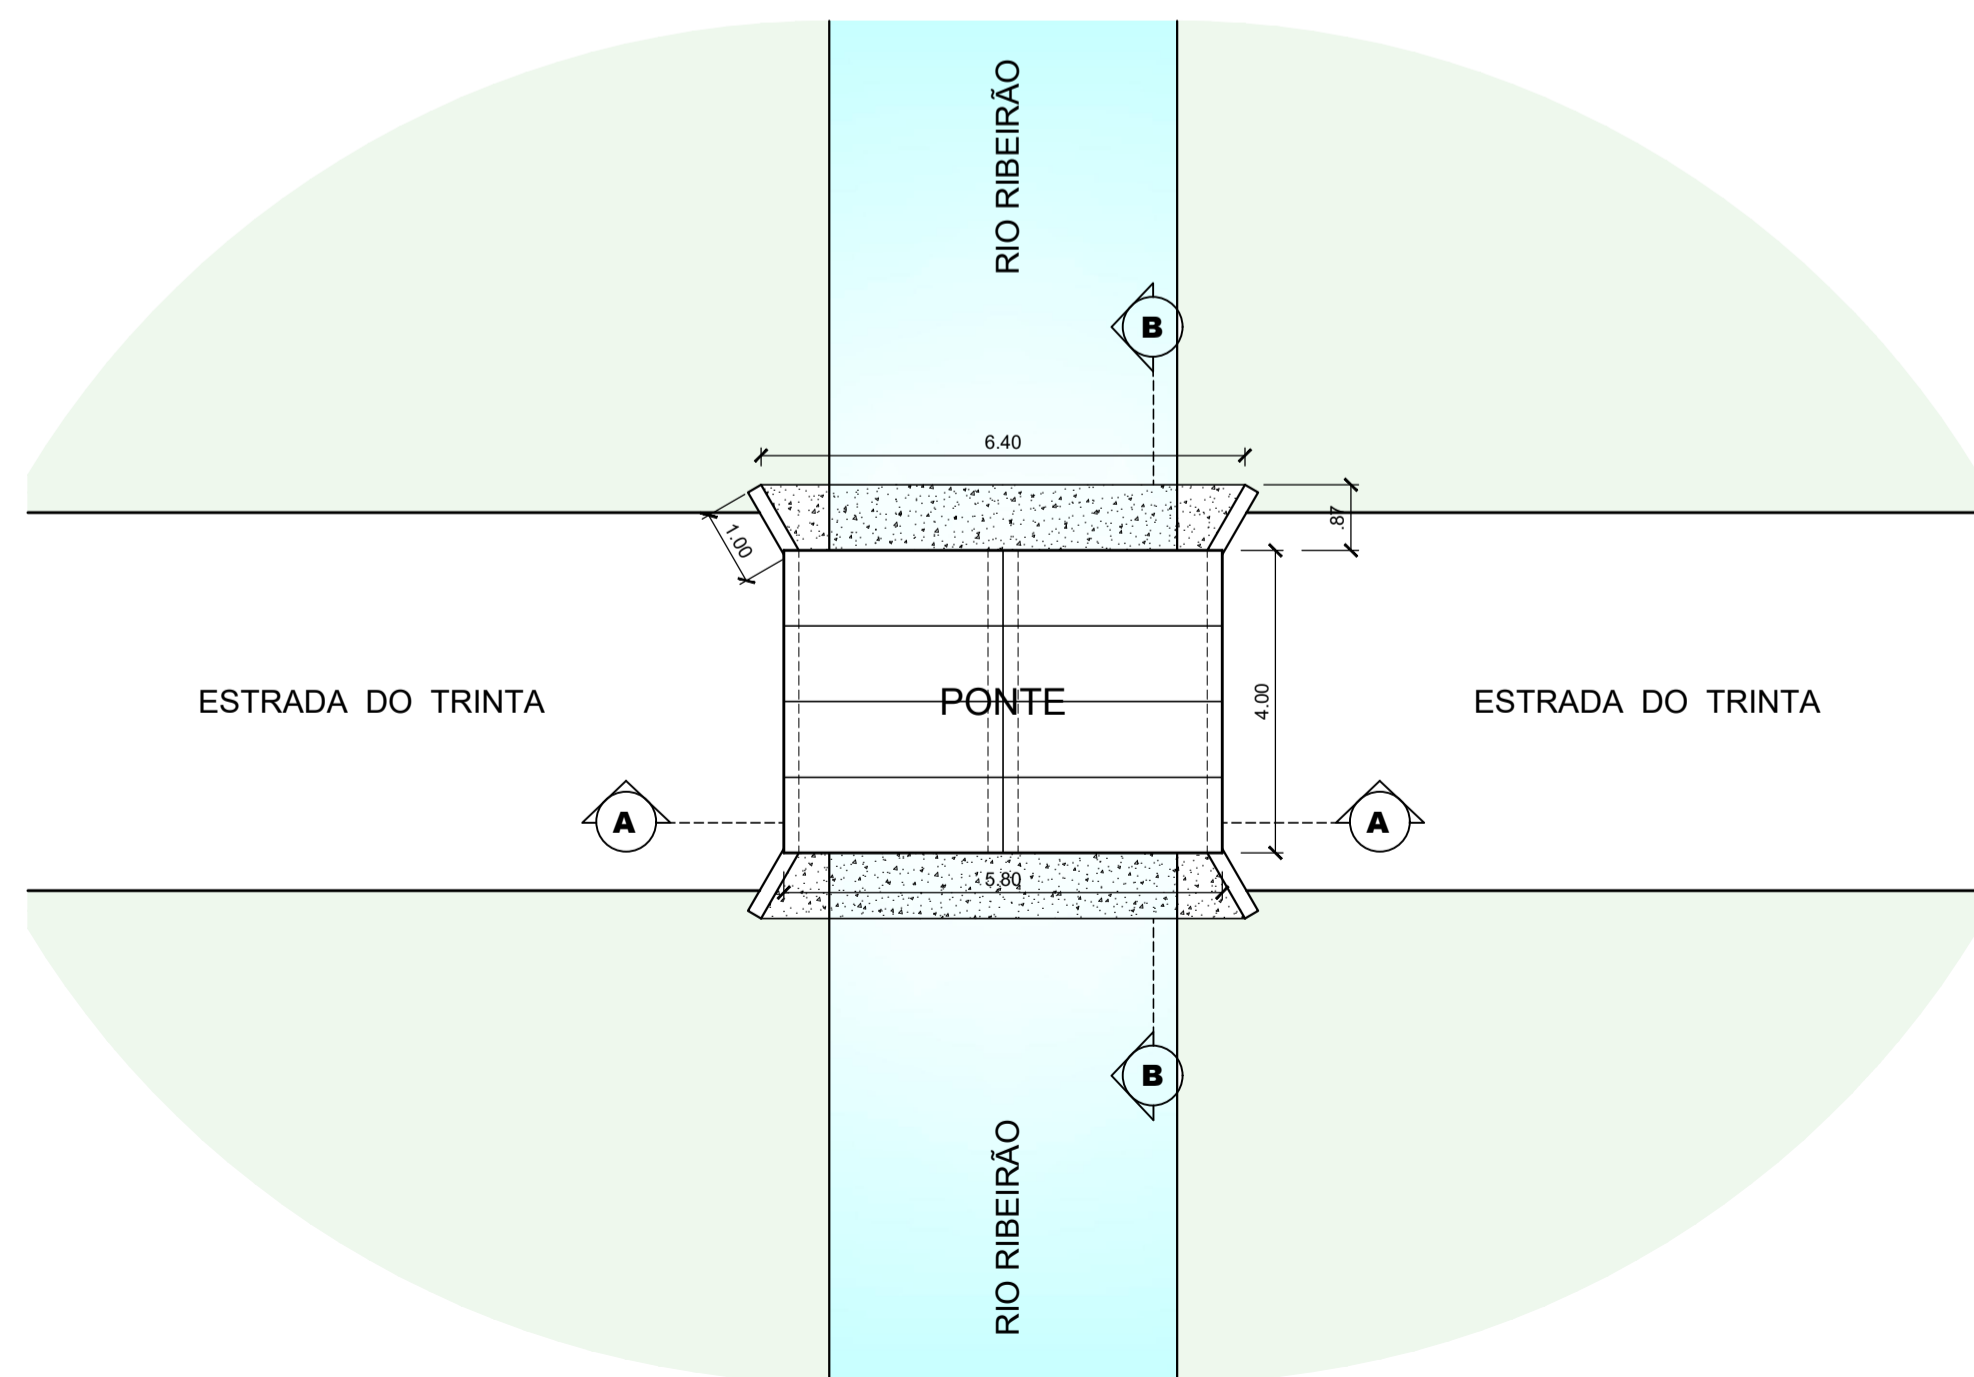 RIO RIBEIRÃO
B
6.40
.87
1.00
ESTRADA DO TRINTA
PONTE
4.00
ESTRADA DO TRINTA
A
A
5.80
B
RIO RIBEIRÃO